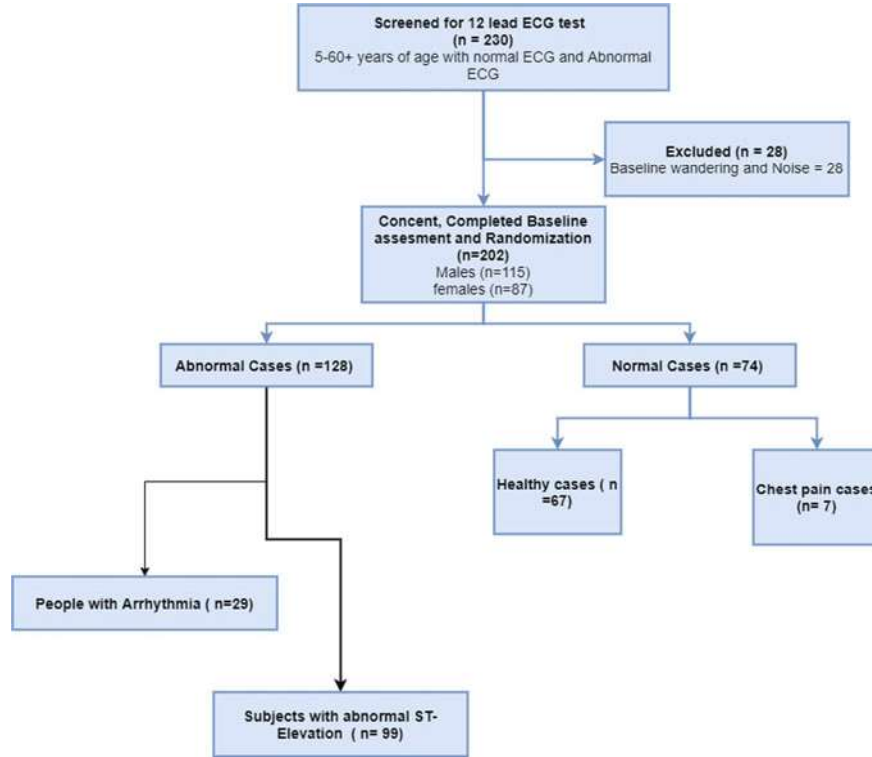 Screened for 12 lead ECG test
(n = 230)
5-60+ years of age with normal ECG and Abnormal
ECG
Excluded (n = 28)
Baseline wandering and Noise = 28
Concent, Completed Baseline
assesment and Randomization
(n=202)
Males (n=115)
females (n=87)
Abnormal Cases (n =128)
Normal Cases (n =74)
Healthy cases ( n
=67)
Chest pain cases
(n= 7)
People with Arrhythmia ( n=29)
Subjects with abnormal ST-
Elevation ( n= 99)